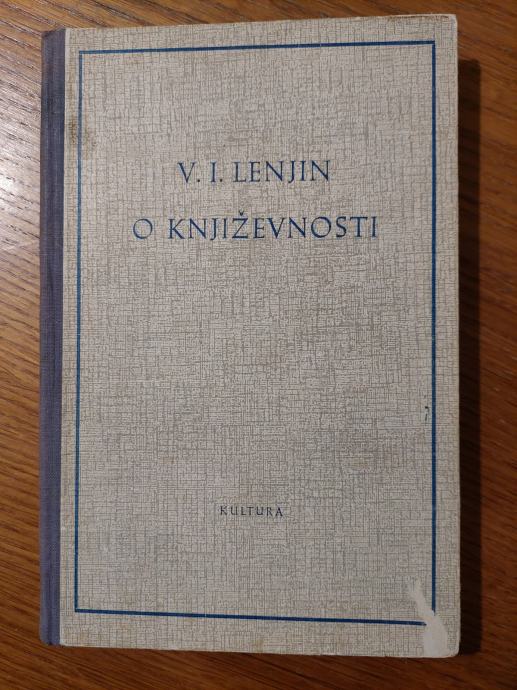 V. I. LENJIN
O KNJIŽEVNOSTI
KULTURA